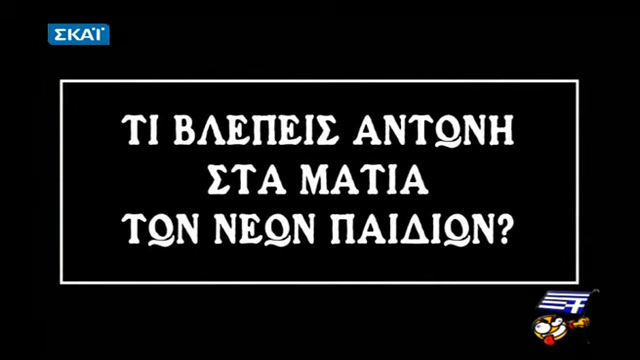 ΣΚΑΪ
ΤΙ ΒΛΕΠΕΙΣ ΑΝΤΩΝΗ
ΣΤΑ ΜΑΤΙΑ
ΤΩΝ ΝΕΩΝ ΠΑΙΔΙΩΝ?